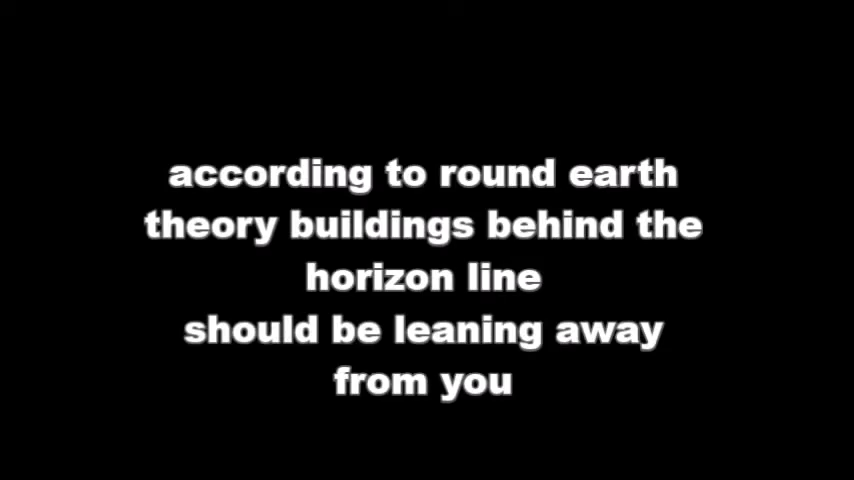 according to round earth
theory buildings behind the
horizon line
should be leaning away
from you